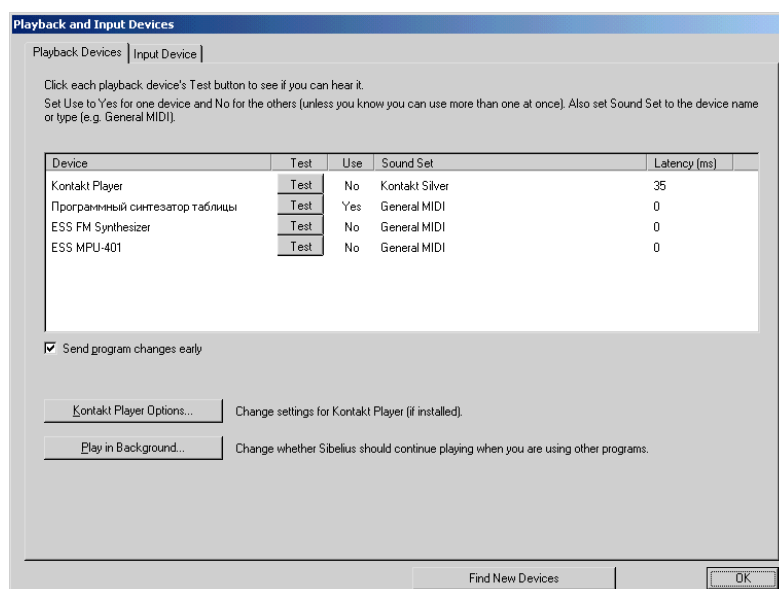 Playback and Input Devices
Playback Devices Input Device
Click each playback device's Test button to see if you can hear it.
Set Use to Yes for one device and No for the others (unless you know you can use more than one at once). Also set Sound Set to the device name
or type (e.g. General MIDI).
Device Test Use Sound Set Latency (ms)
Kontakt Player Test No Kontakt Silver 35
Программный синтезатор таблицы Test Yes General MIDI 0
ESS FM Synthesizer Test No General MIDI 0
ESS MPU-401 Test No General MIDI 0
Send program changes early
Kontakt Player Options... Change settings for Kontakt Player (if installed).
Play in Background... Change whether Sibelius should continue playing when you are using other programs.
Find New Devices OK